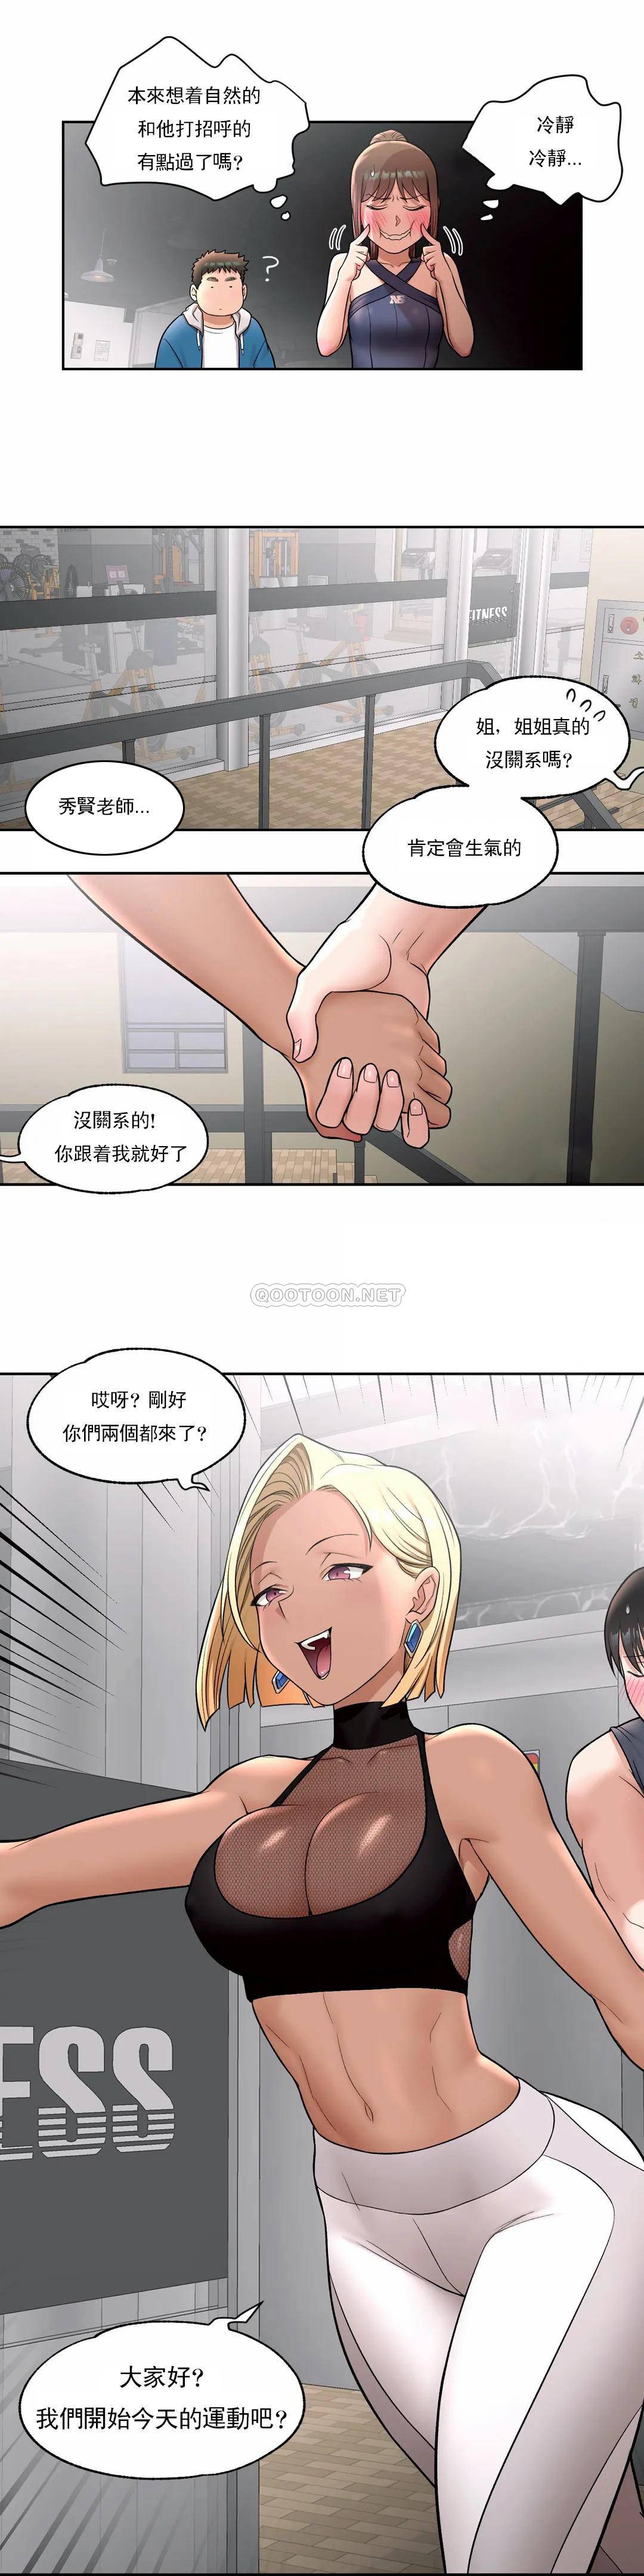 本來想着自然的
和他打招呼的
有點過了嗎?
冷靜
冷靜...
?
FITNESS
소
화
전
姐，姐姐真的
沒關系嗎?
秀賢老師...
肯定會生氣的
沒關系的!
你跟着我就好了
QOOTOON.NET
哎呀? 剛好
你們兩個都來了?
FESS
大家好?
我們開始今天的運動吧?